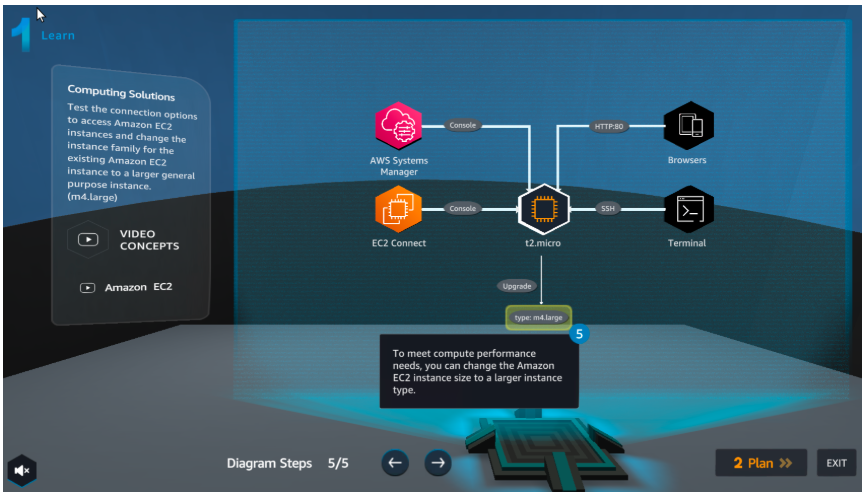 1 Learn
Computing Solutions
Test the connection options
to access Amazon EC2
instances and change the
instance family for the
existing Amazon EC2
instance to a larger general
purpose instance.
(m4.large)
VIDEO
CONCEPTS
Amazon EC2
Console
HTTP:80
AWS Systems
Manager
Browsers
Console
SSH
EC2 Connect
t2.micro
Terminal
Upgrade
type: m4.large
5
To meet compute performance
needs, you can change the Amazon
EC2 instance size to a larger instance
type.
Diagram Steps 5/5
2 Plan
EXIT